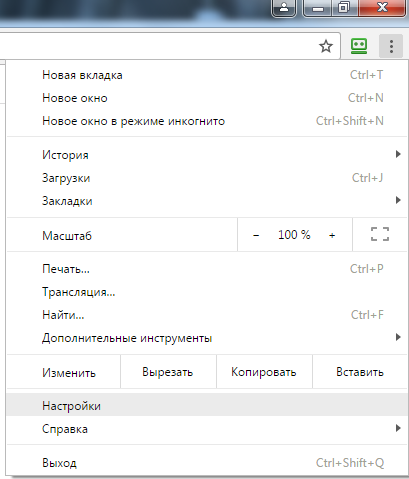 Новая вкладка Ctrl+T
Новое окно Ctrl+N
Новое окно в режиме инкогнито Ctrl+Shift+N
История
Загрузки Ctrl+J
Закладки
Масштаб − 100 % +
Печать... Ctrl+P
Трансляция...
Найти... Ctrl+F
Дополнительные инструменты
Изменить Вырезать Копировать Вставить
Настройки
Справка
Выход Ctrl+Shift+Q